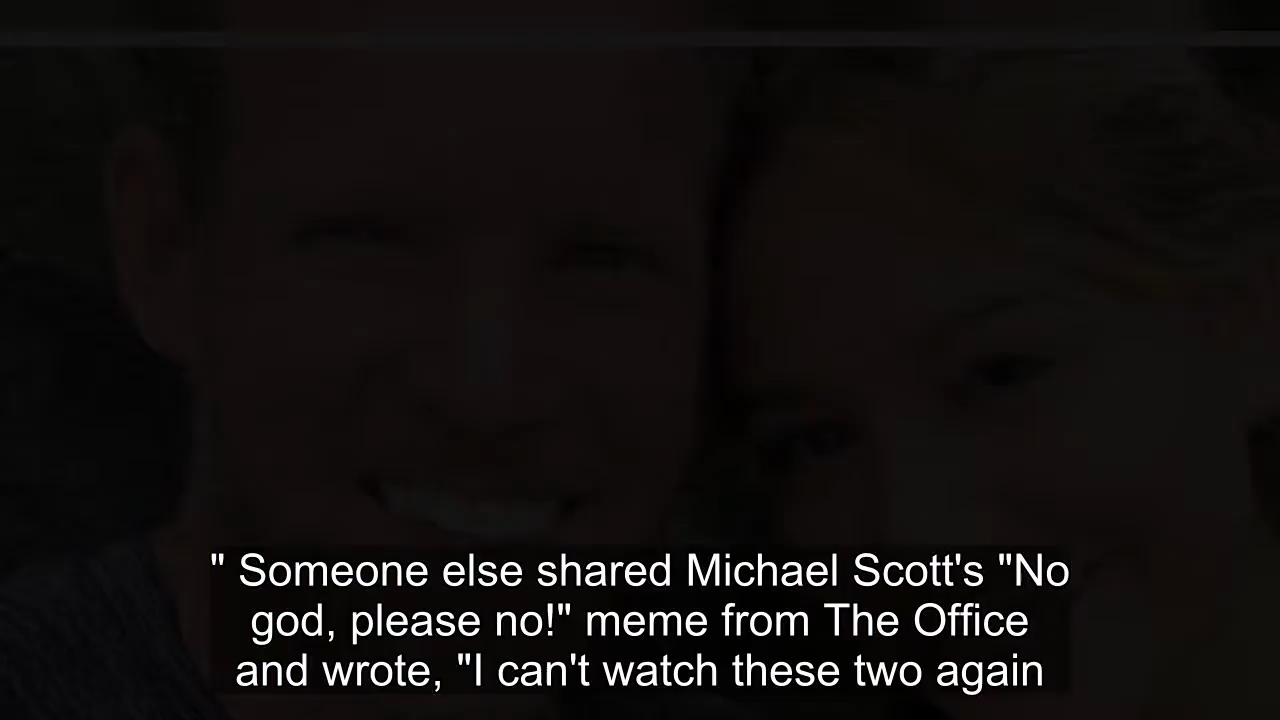 " Someone else shared Michael Scott's "No
god, please no!" meme from The Office
and wrote, "I can't watch these two again